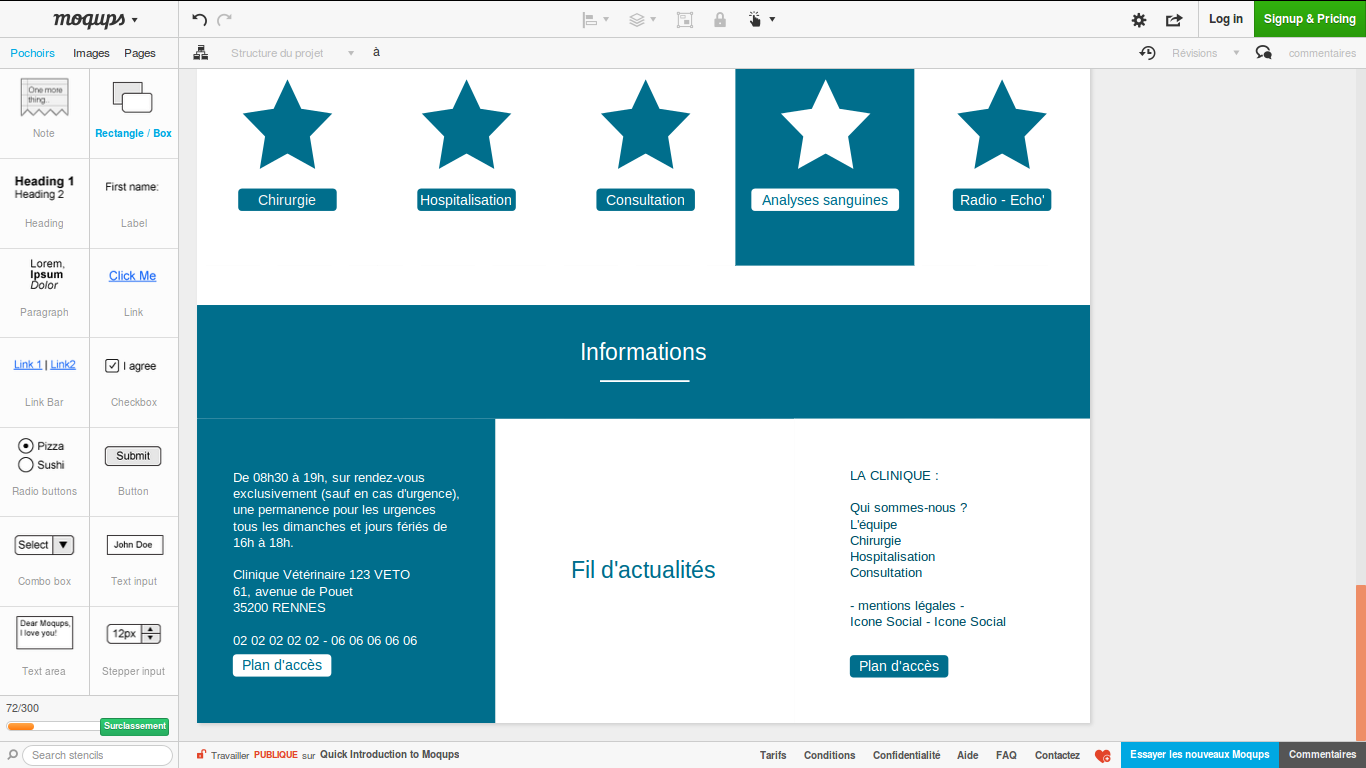 moqups
Log in
Signup & Pricing
Pochoirs
Images
Pages
Structure du projet
à
Révisions
commentaires
One more
thing..
Note
Rectangle / Box
Heading 1
Heading 2
Heading
First name:
Label
Lorem,
Ipsum
Dolor
Paragraph
Click Me
Link
Link 1 | Link2
Link Bar
I agree
Checkbox
Pizza
Sushi
Radio buttons
Submit
Button
Select
Combo box
John Doe
Text input
Dear Moqups,
I love you!
Text area
12px
Stepper input
72/300
Surclassement
Search stencils
Chirurgie
Hospitalisation
Consultation
Analyses sanguines
Radio - Echo'
Informations
De 08h30 à 19h, sur rendez-vous
exclusivement (sauf en cas d'urgence),
une permanence pour les urgences
tous les dimanches et jours fériés de
16h à 18h.
Clinique Vétérinaire 123 VETO
61, avenue de Pouet
35200 RENNES
02 02 02 02 02 - 06 06 06 06 06
Plan d'accès
Fil d'actualités
LA CLINIQUE :
Qui sommes-nous ?
L'équipe
Chirurgie
Hospitalisation
Consultation
- mentions légales -
Icone Social - Icone Social
Plan d'accès
Travailler PUBLIQUE sur Quick Introduction to Moqups
Tarifs
Conditions
Confidentialité
Aide
FAQ
Contactez
Essayer les nouveaux Moqups
Commentaires